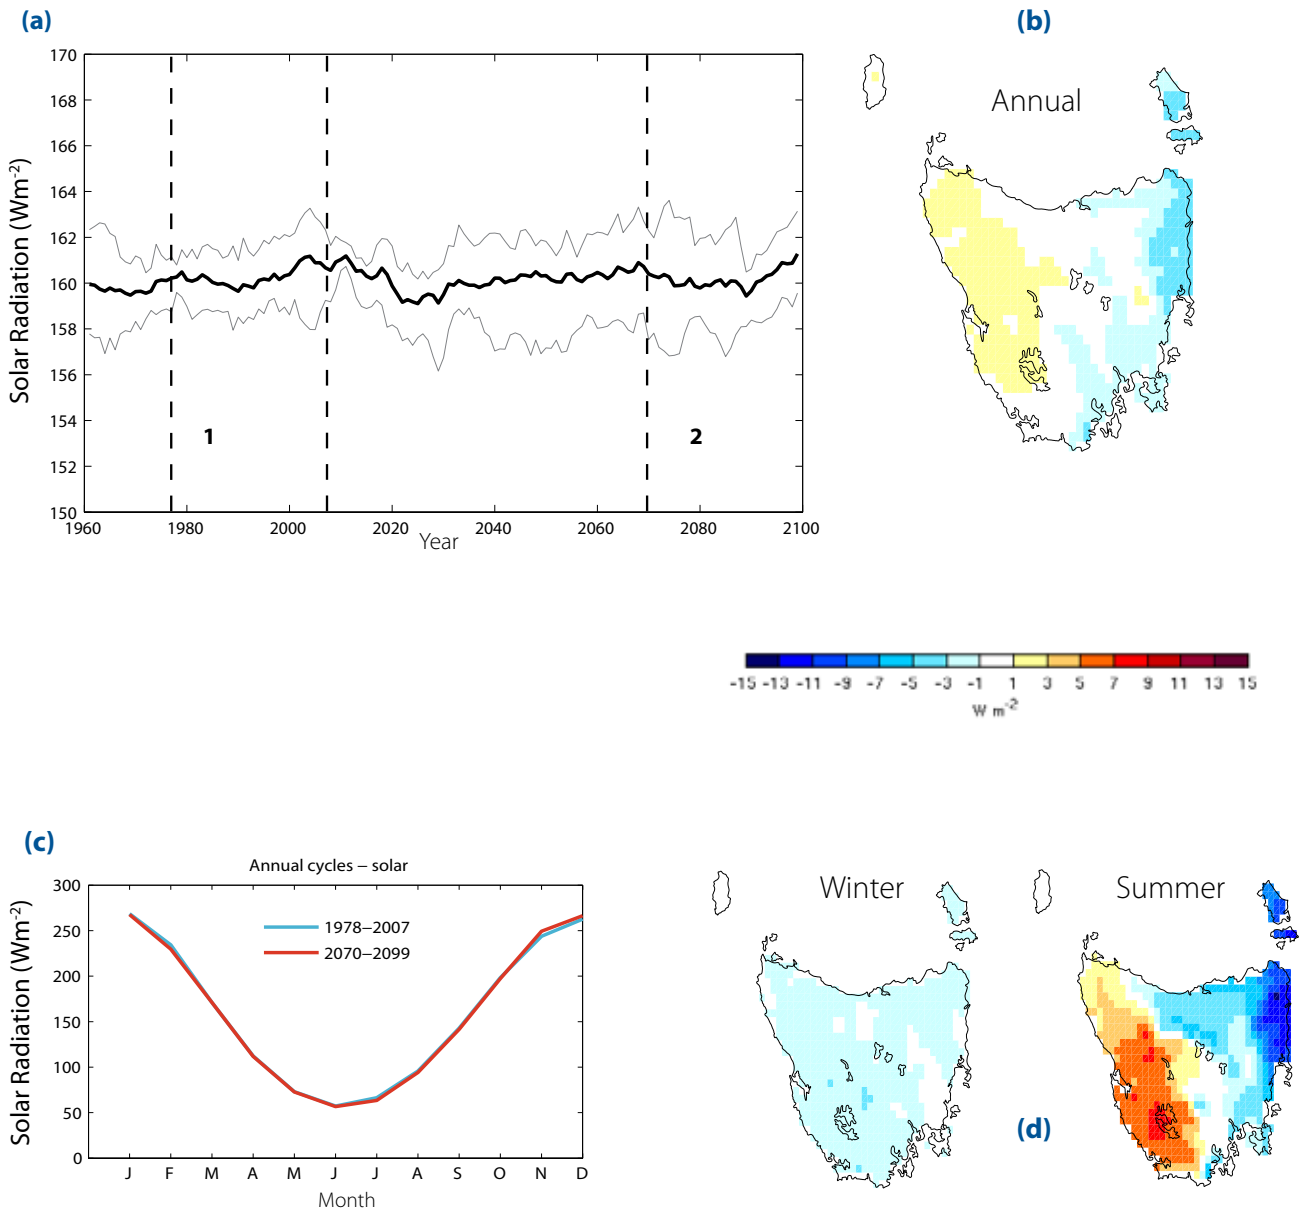 (a)
(b)
170
168
166
164
162
160
158
156
154
152
150
Solar Radiation (Wm-2)
1
2
1960 1980 2000 2020 2040 2060 2080 2100
Year
Annual
-15 -13 -11 -9 -7 -5 -3 -1 1 3 5 7 9 11 13 15
W m-2
(c)
Annual cycles – solar
300
250
200
150
100
50
0
Solar Radiation (Wm-2)
1978–2007
2070–2099
J F M A M J J A S O N D
Month
Winter
Summer
(d)